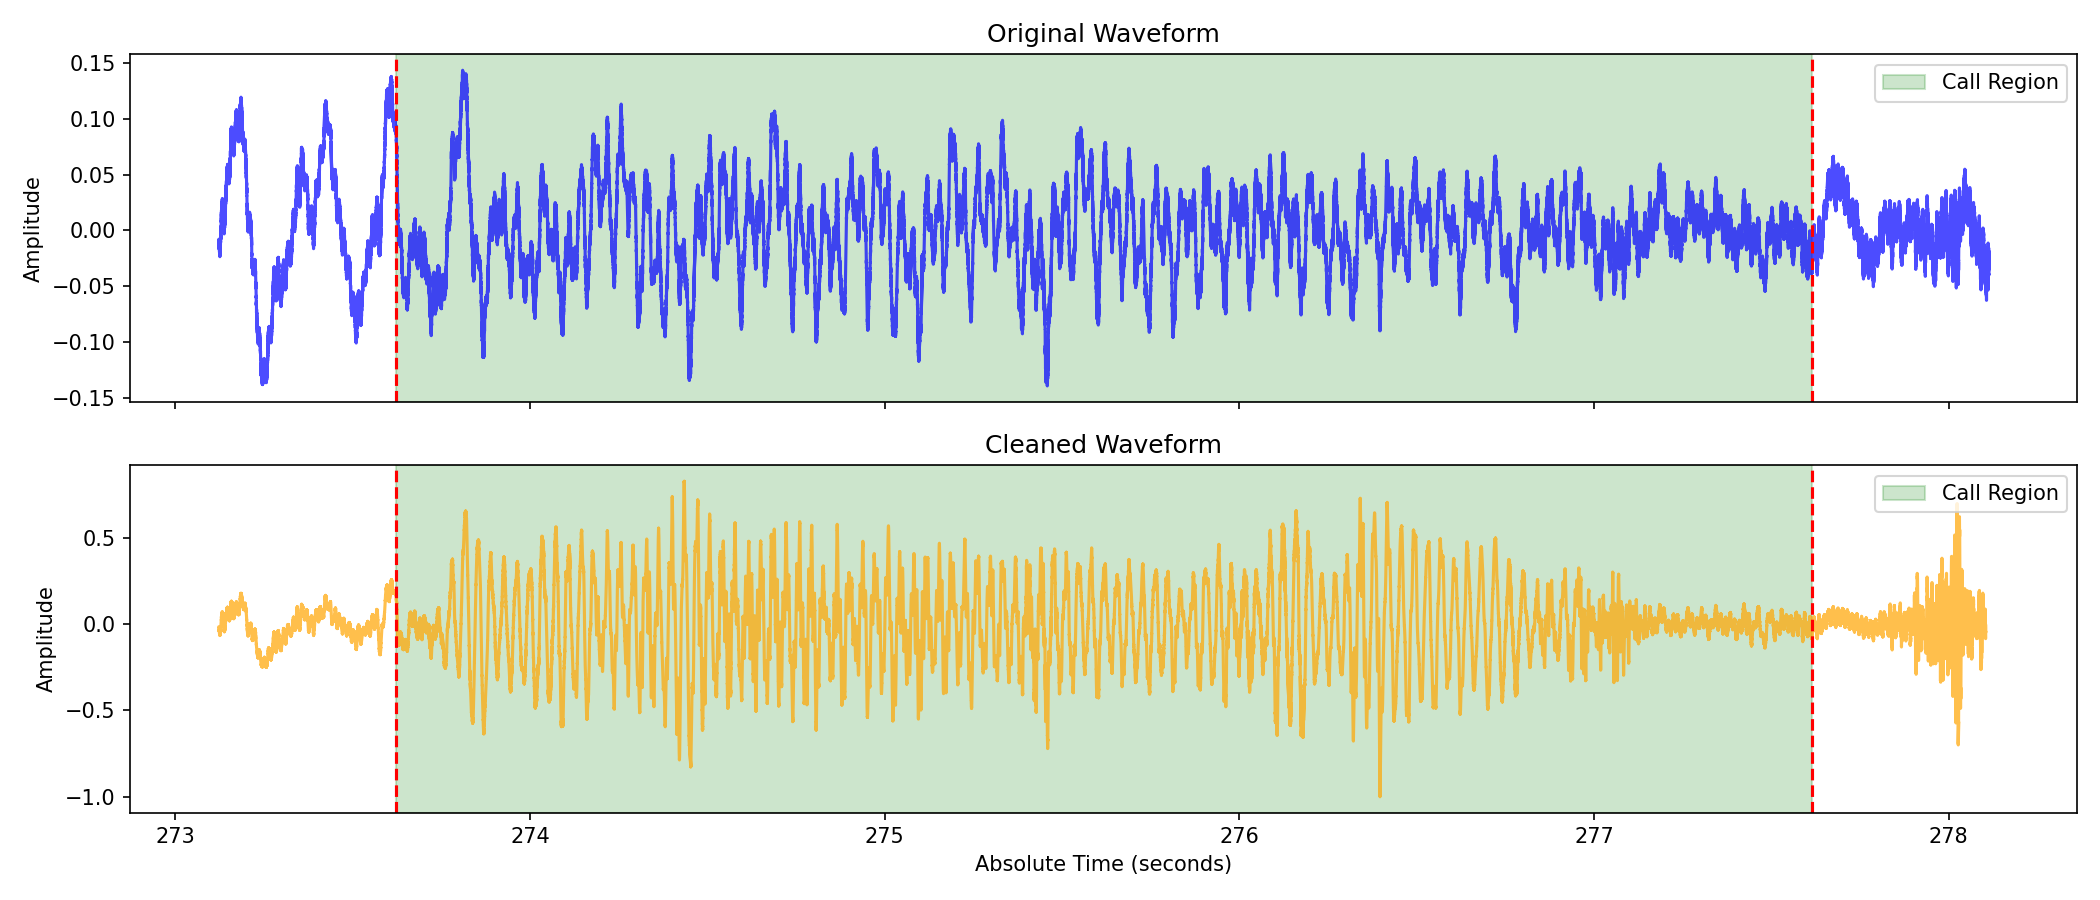 Original Waveform
Amplitude
0.15
0.10
0.05
0.00
−0.05
−0.10
−0.15
Call Region
Cleaned Waveform
Amplitude
0.5
0.0
−0.5
−1.0
Call Region
273
274
275
276
277
278
Absolute Time (seconds)